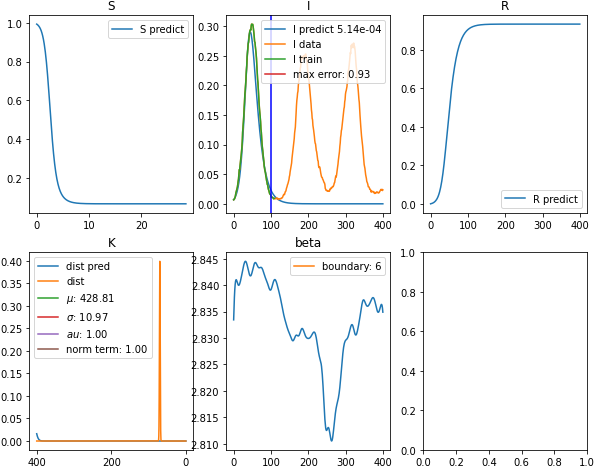 S
I
R
1.0
0.8
0.6
0.4
0.2
0 10 20
S predict
0.30
0.25
0.20
0.15
0.10
0.05
0.00
0 100 200 300 400
I predict 5.14e-04
I data
I train
max error: 0.93
0.8
0.6
0.4
0.2
0.0
0 100 200 300 400
R predict
K
beta
0.40
0.35
0.30
0.25
0.20
0.15
0.10
0.05
0.00
400 200 0
dist pred
dist
μ: 428.81
σ: 10.97
au: 1.00
norm term: 1.00
2.845
2.840
2.835
2.830
2.825
2.820
2.815
2.810
0 100 200 300 400
boundary: 6
1.0
0.8
0.6
0.4
0.2
0.0
0.0 0.2 0.4 0.6 0.8 1.0